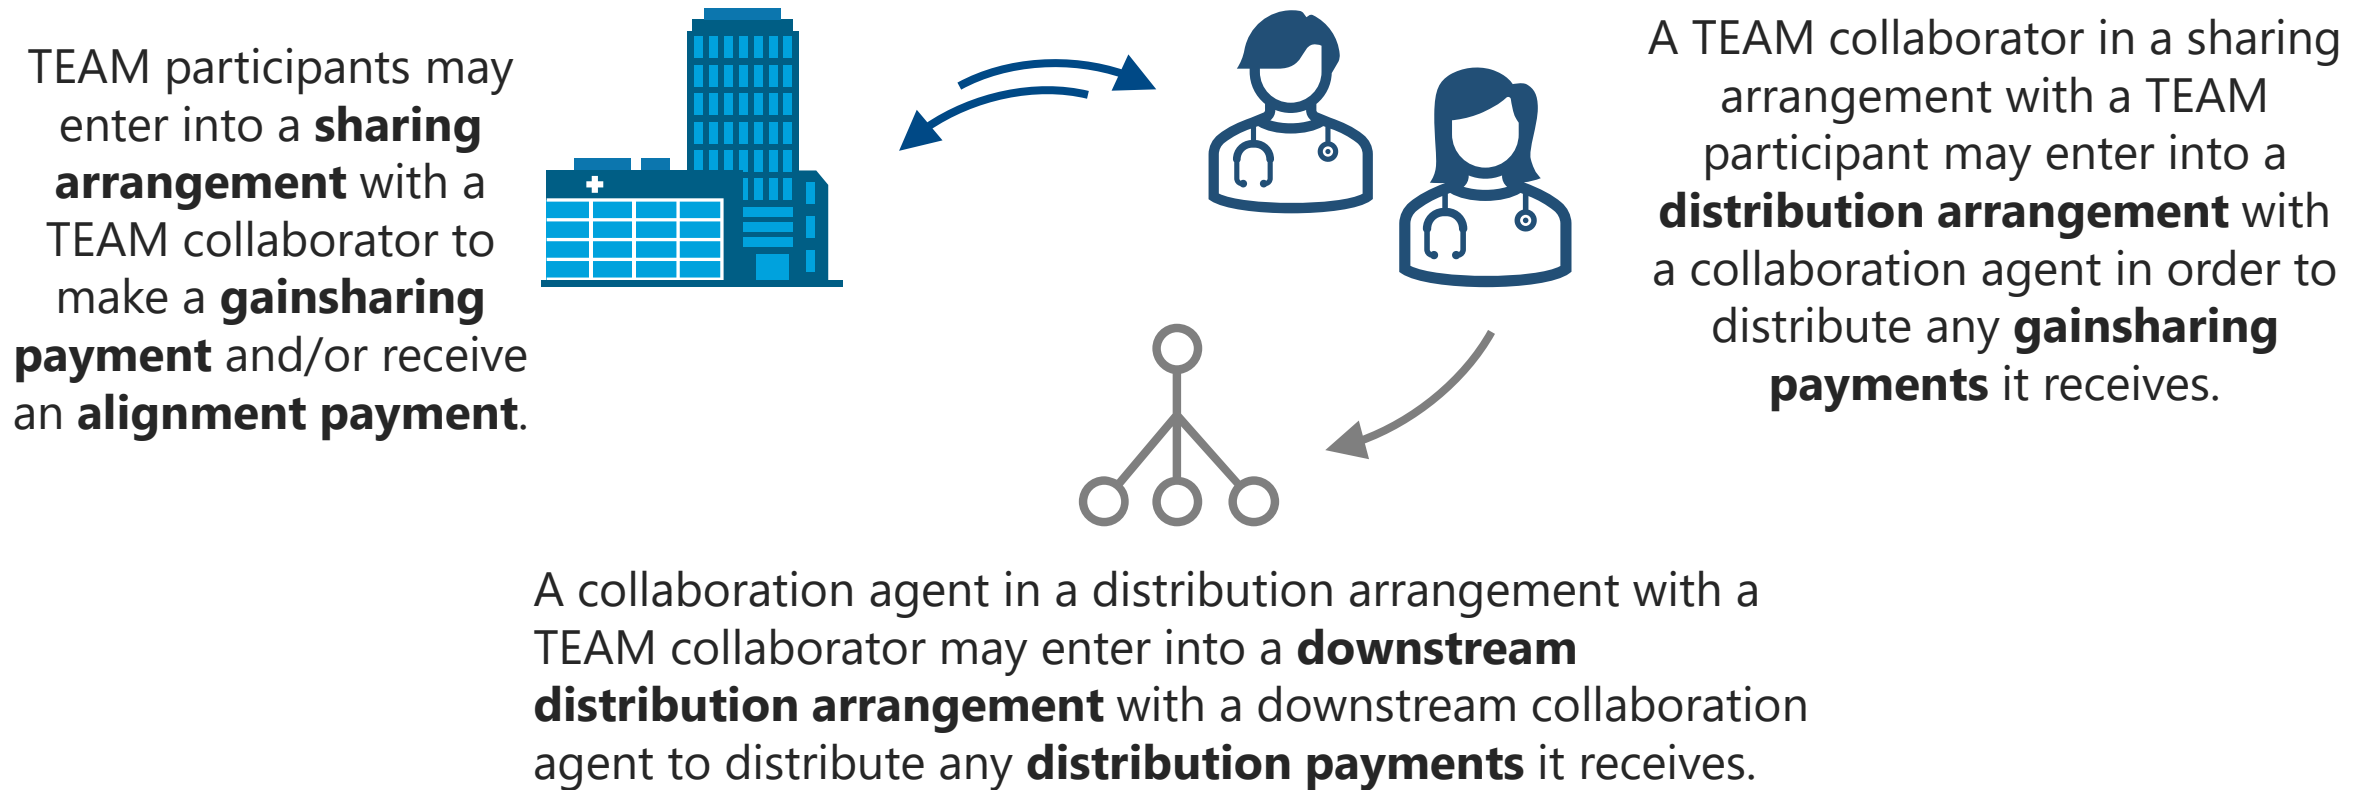 TEAM participants may
enter into a sharing
arrangement with a
TEAM collaborator to
make a gainsharing
payment and/or receive
an alignment payment.
A TEAM collaborator in a sharing
arrangement with a TEAM
participant may enter into a
distribution arrangement with
a collaboration agent in order to
distribute any gainsharing
payments it receives.
A collaboration agent in a distribution arrangement with a
TEAM collaborator may enter into a downstream
distribution arrangement with a downstream collaboration
agent to distribute any distribution payments it receives.